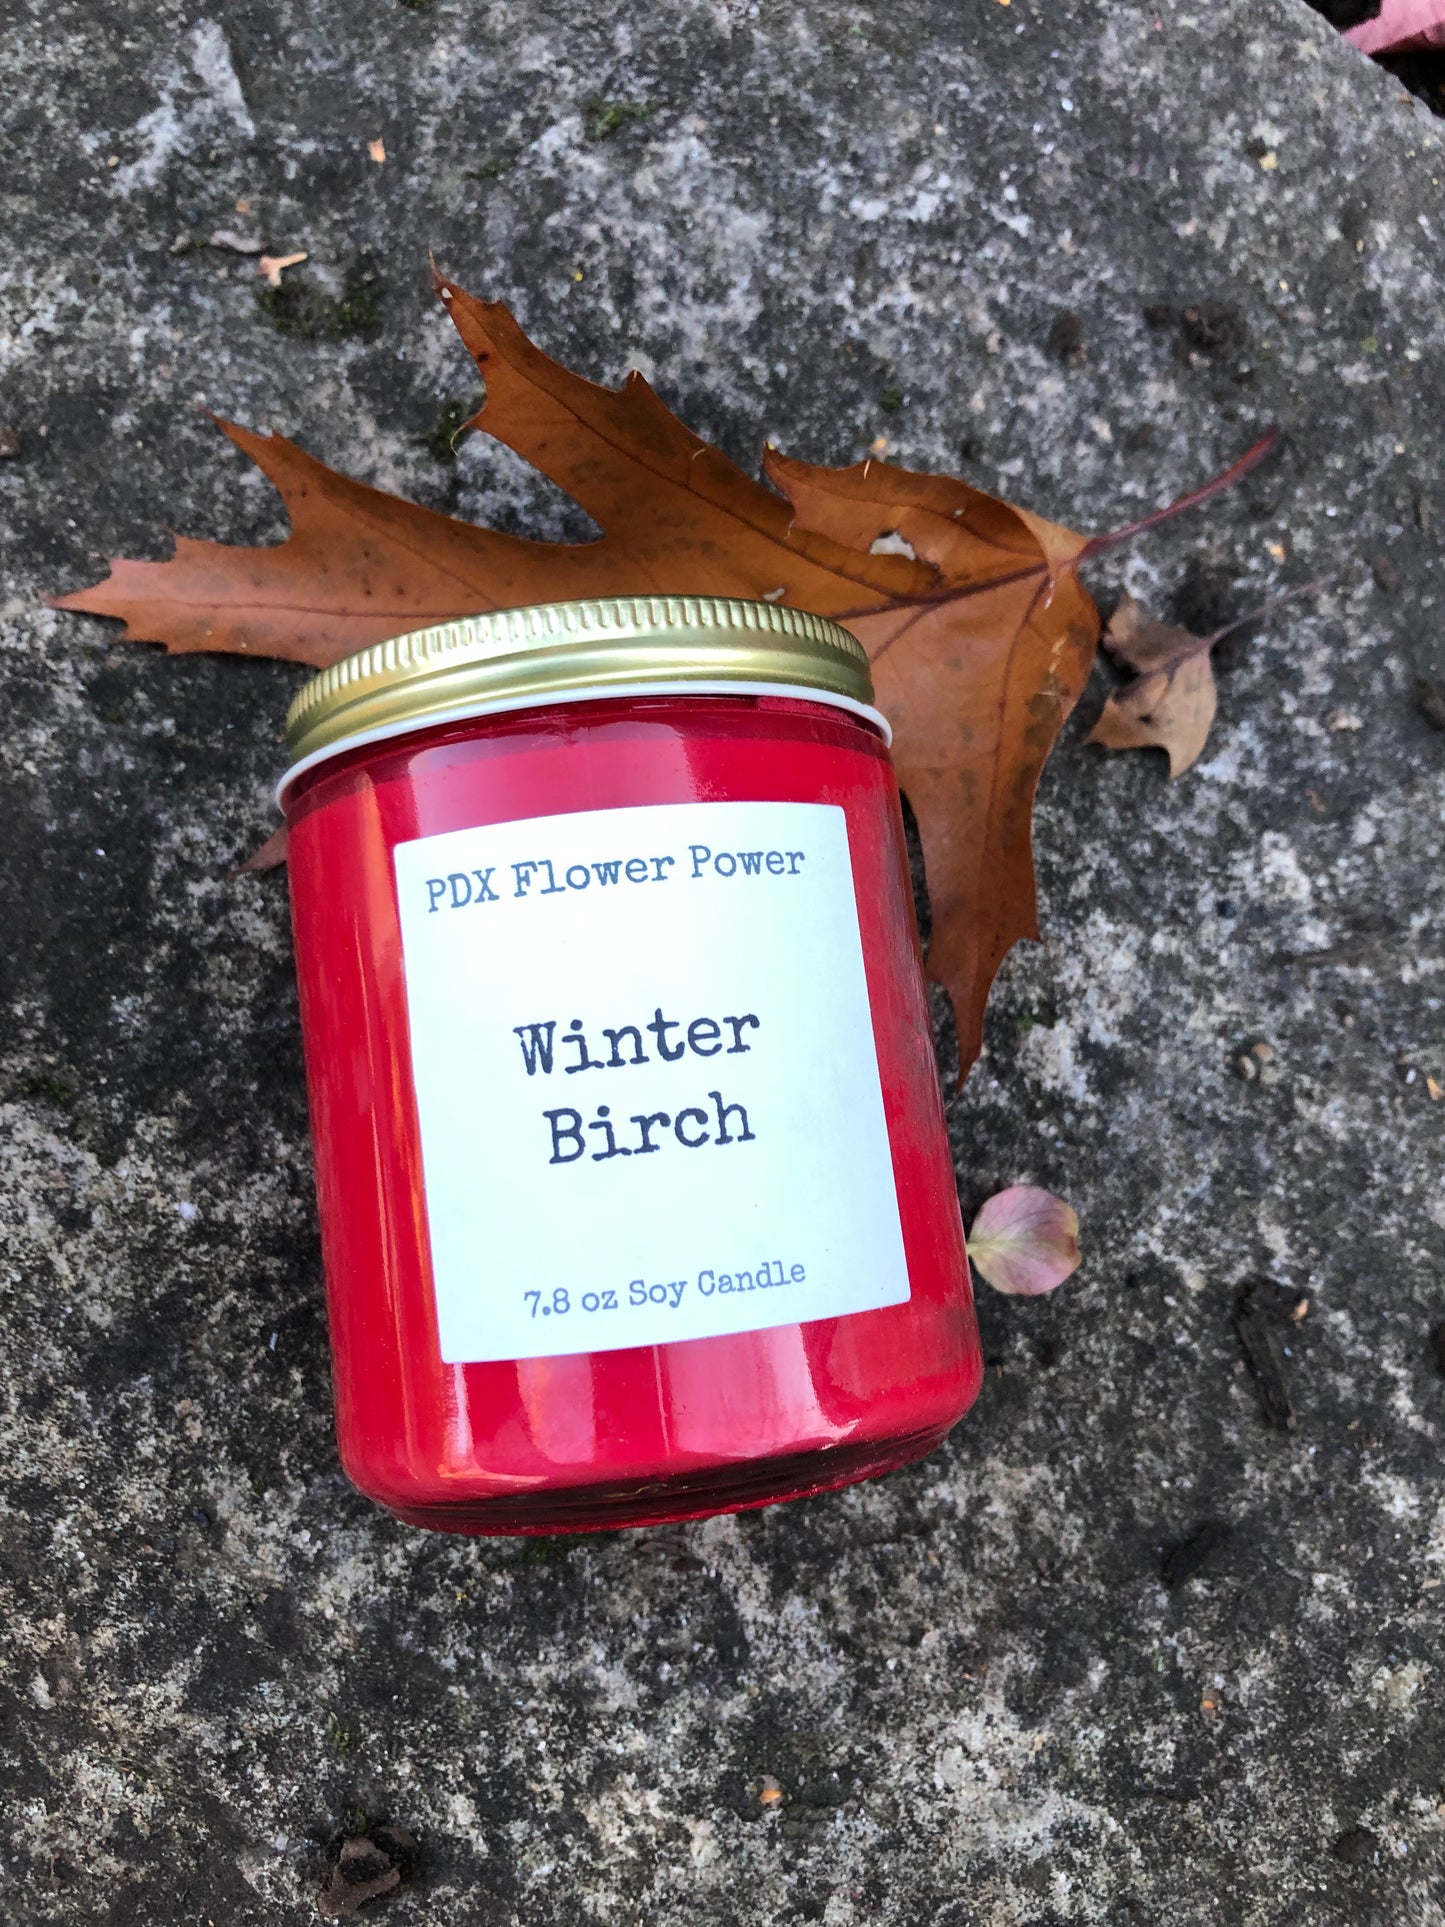 PDX Flower Power
Winter
Birch
7.8 oz Soy Candle